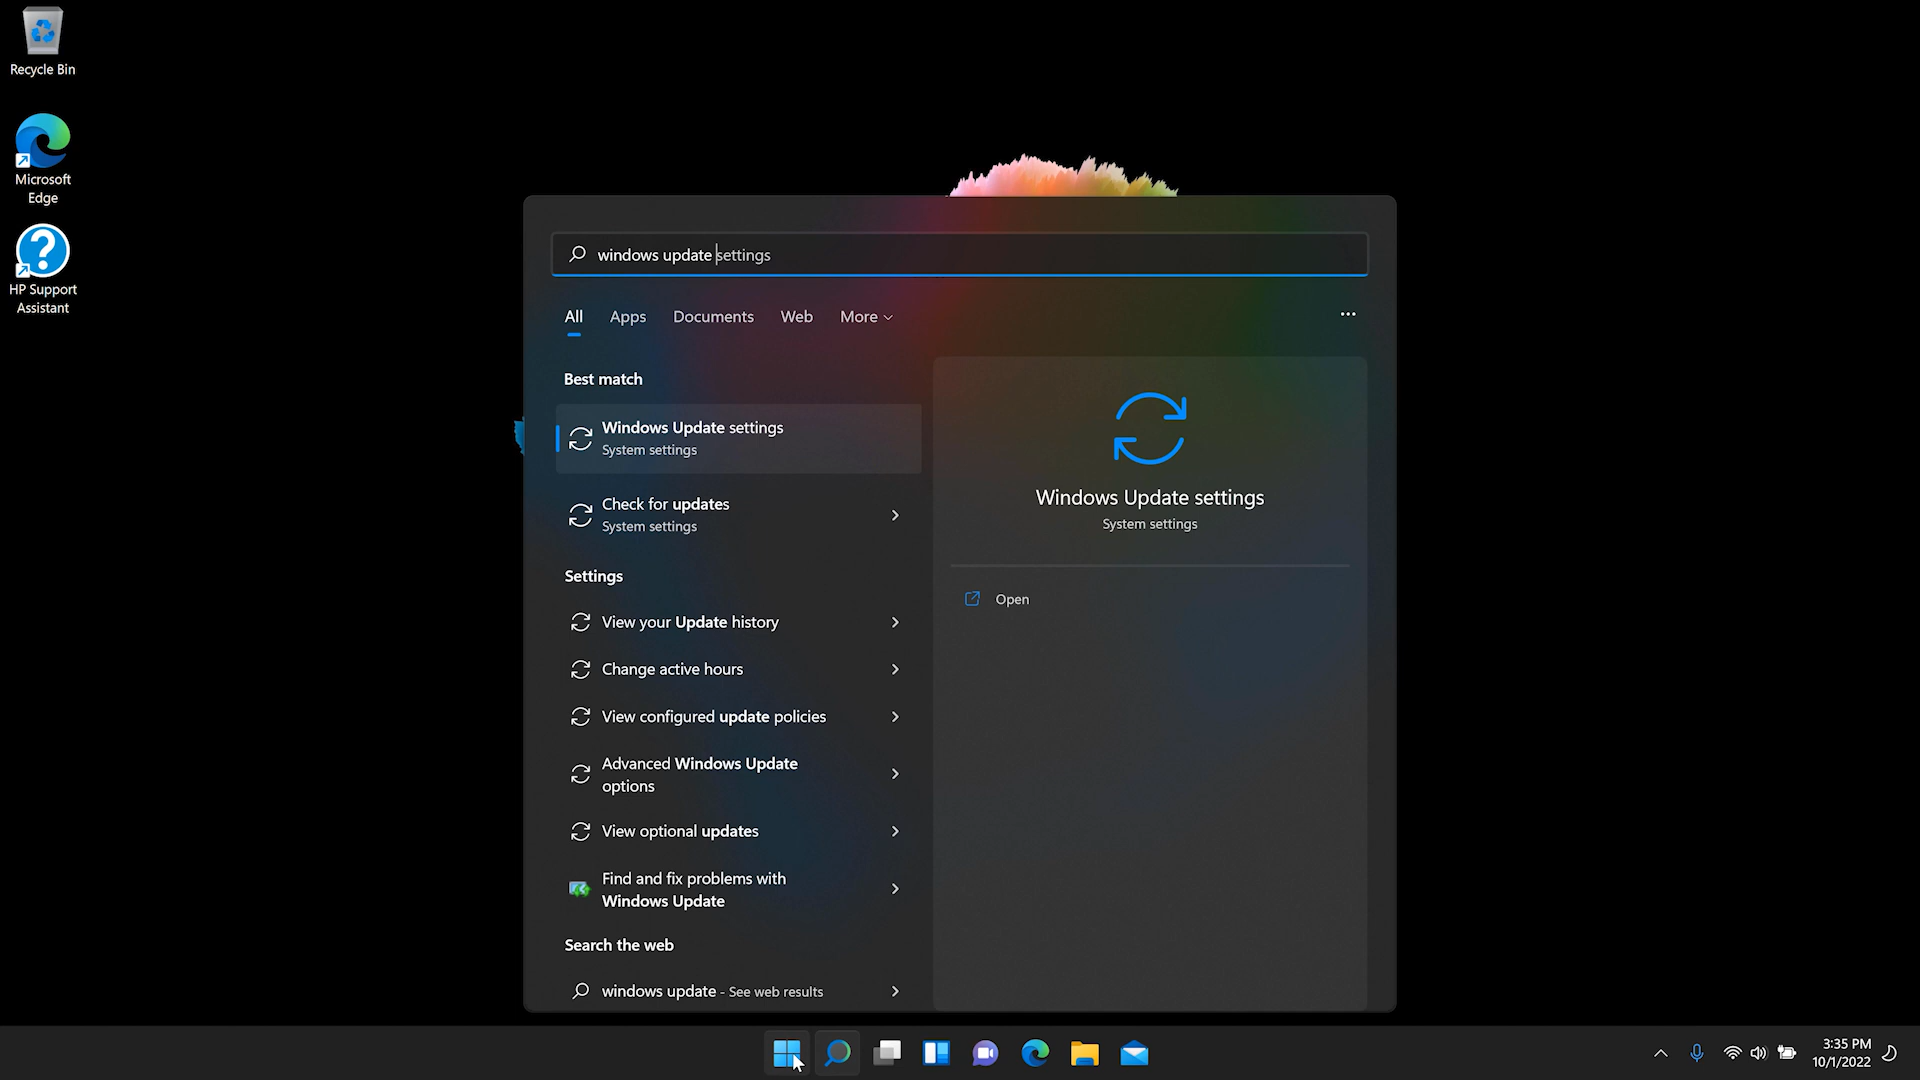 Recycle Bin
Microsoft
Edge
HP Support
Assistant
windows update settings
All Apps Documents Web More
Best match
Windows Update settings
System settings
Check for updates
System settings
Settings
View your Update history
Change active hours
View configured update policies
Advanced Windows Update
options
View optional updates
Find and fix problems with
Windows Update
Search the web
windows update - See web results
Windows Update settings
System settings
Open
3:35 PM
10/1/2022